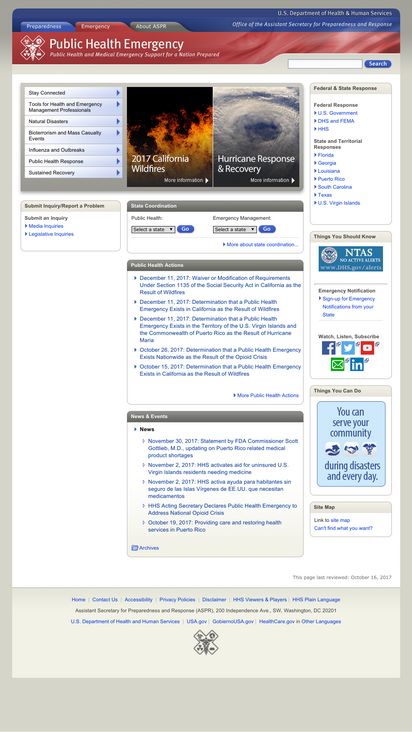 U.S. Department of Health & Human Services
Preparedness
Emergency
About ASPR
Office of the Assistant Secretary for Preparedness and Response
Public Health Emergency
Public Health and Medical Emergency Support for a Nation Prepared
Search
Stay Connected
Tools for Health and Emergency
Management Professionals
Natural Disasters
Bioterrorism and Mass Casualty
Events
Influenza and Outbreaks
Public Health Response
Sustained Recovery
2017 California
Wildfires
More information
Hurricane Response
& Recovery
More information
Federal & State Response
Federal Response
U.S. Government
DHS and FEMA
HHS
State and Territorial
Responses
Florida
Georgia
Louisiana
Puerto Rico
South Carolina
Texas
U.S. Virgin Islands
Submit Inquiry/Report a Problem
Submit an Inquiry
Media Inquiries
Legislative Inquiries
State Coordination
Public Health:
Emergency Management:
Select a state
Go
Select a state
Go
More about state coordination...
Public Health Actions
December 11, 2017: Waiver or Modification of Requirements
Under Section 1135 of the Social Security Act in California as the
Result of Wildfires
December 11, 2017: Determination that a Public Health
Emergency Exists in California as the Result of Wildfires
December 11, 2017: Determination that a Public Health
Emergency Exists in the Territory of the U.S. Virgin Islands and
the Commonwealth of Puerto Rico as the Result of Hurricane
Maria
October 26, 2017: Determination that a Public Health Emergency
Exists Nationwide as the Result of the Opioid Crisis
October 15, 2017: Determination that a Public Health Emergency
Exists in California as the Result of Wildfires
More Public Health Actions
News & Events
News
November 30, 2017: Statement by FDA Commissioner Scott
Gottlieb, M.D., updating on Puerto Rico related medical
product shortages
November 2, 2017: HHS activates aid for uninsured U.S.
Virgin Islands residents needing medicine
November 2, 2017: HHS activa ayuda para habitantes sin
seguro de las Islas Vírgenes de EE.UU. que necesitan
medicamentos
HHS Acting Secretary Declares Public Health Emergency to
Address National Opioid Crisis
October 19, 2017: Providing care and restoring health
services in Puerto Rico
Archives
Things You Should Know
NTAS
NO ACTIVE ALERTS
www.DHS.gov/alerts
Emergency Notification
Sign-up for Emergency
Notifications from your
State
Watch, Listen, Subscribe
Things You Can Do
You can
serve your
community
during disasters
and every day.
Site Map
Link to site map
Can't find what you want?
This page last reviewed: October 16, 2017
Home | Contact Us | Accessibility | Privacy Policies | Disclaimer | HHS Viewers & Players | HHS Plain Language
Assistant Secretary for Preparedness and Response (ASPR), 200 Independence Ave., SW, Washington, DC 20201
U.S. Department of Health and Human Services | USA.gov | GobiernoUSA.gov | HealthCare.gov in Other Languages